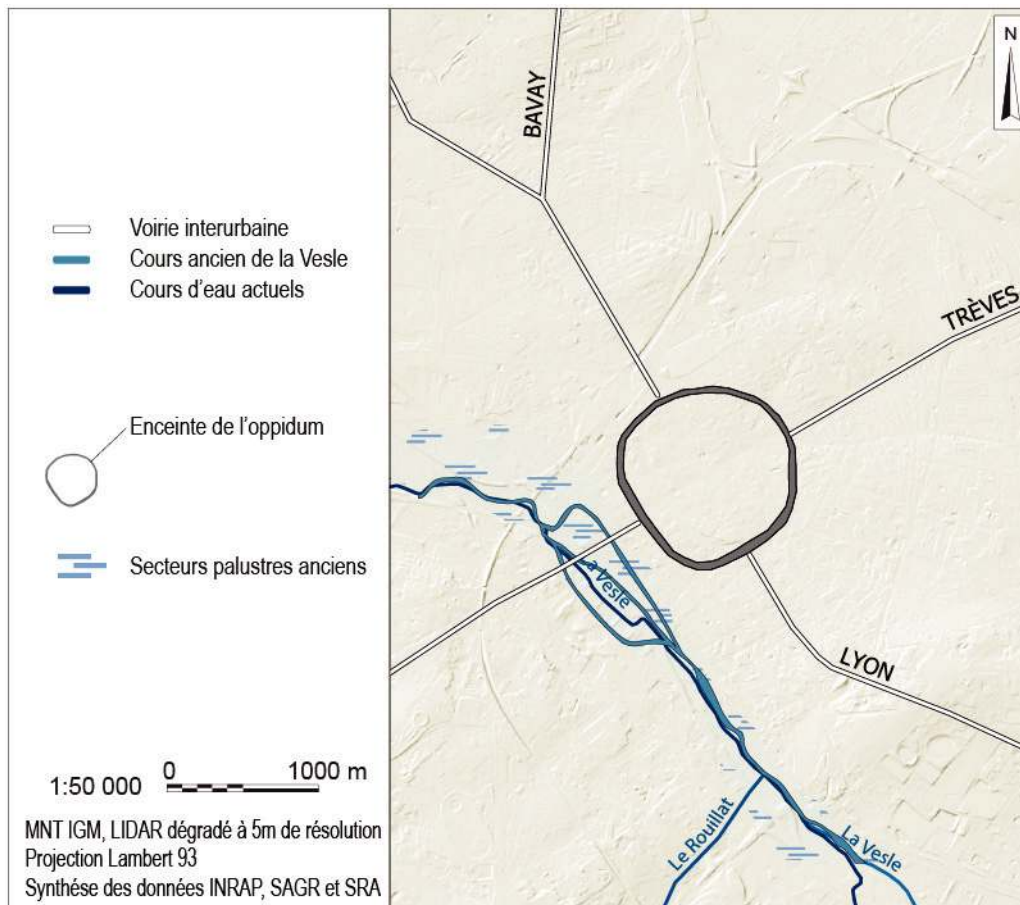 Voirie interurbaine
Cours ancien de la Vesle
Cours d'eau actuels
Enceinte de l'oppidum
Secteurs palustres anciens
1:50 000
0
1000 m
MNT IGM, LIDAR dégradé à 5m de résolution
Projection Lambert 93
Synthése des données INRAP, SAGR et SRA
N
BAVAY
TRÈVES
La Vesle
LYON
Le Rouillat
La Vesle